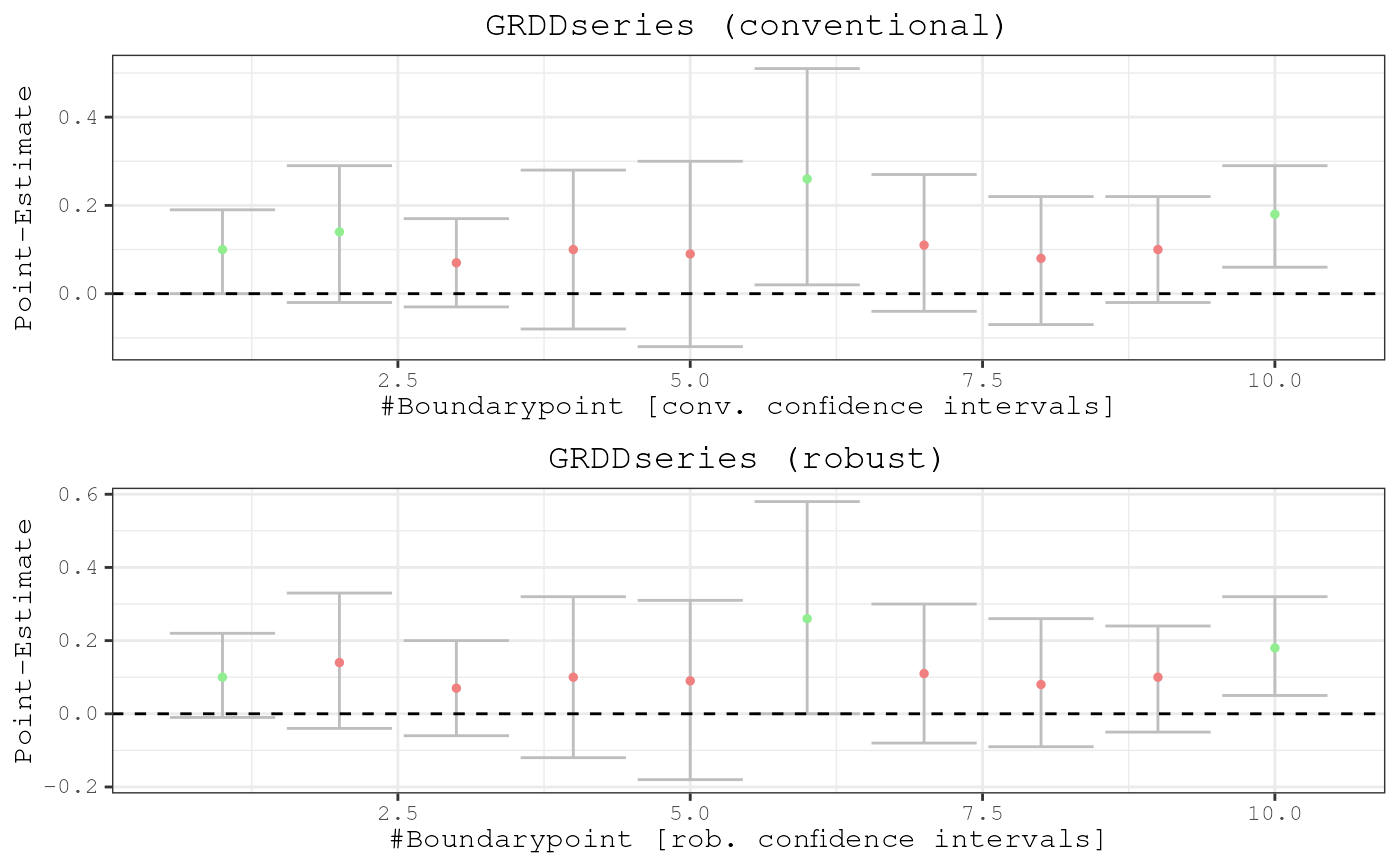 GRDDseries (conventional)
Point-Estimate
0.4
0.2
0.0
2.5 5.0 7.5 10.0
#Boundarypoint [conv. confidence intervals]
GRDDseries (robust)
Point-Estimate
0.6
0.4
0.2
0.0
-0.2
2.5 5.0 7.5 10.0
#Boundarypoint [rob. confidence intervals]